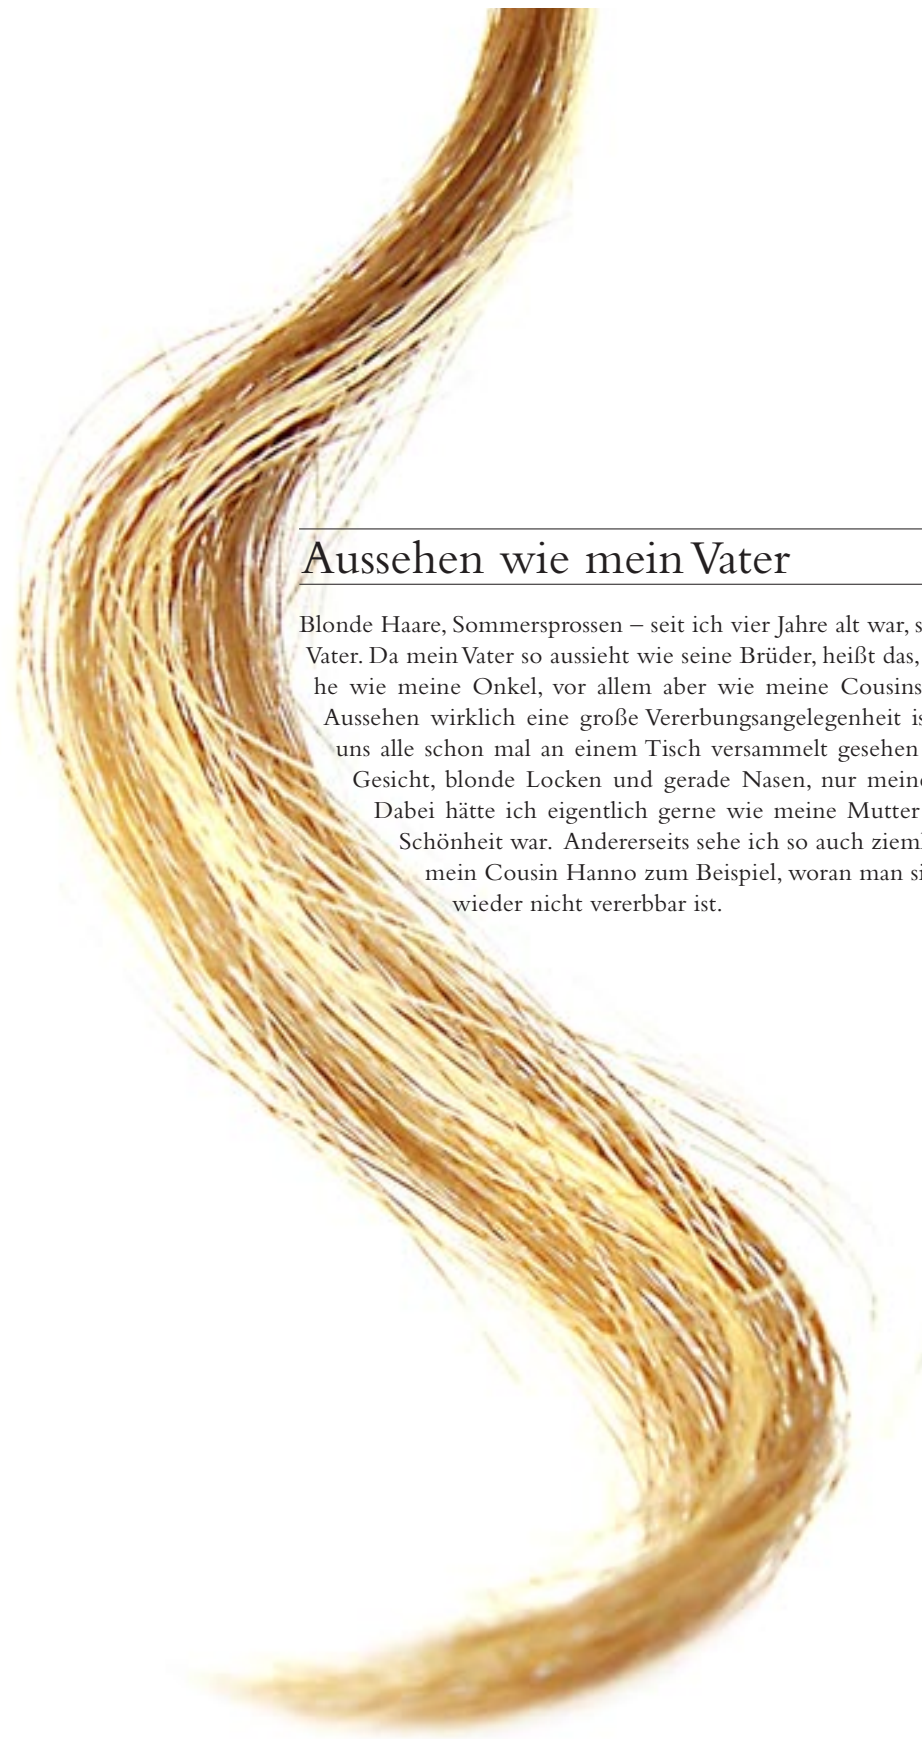 Aussehen wie mein Vater
Blonde Haare, Sommersprossen – seit ich vier Jahre alt war,
Vater. Da mein Vater so aussieht wie seine Brüder, heißt das,
he wie meine Onkel, vor allem aber wie meine Cousins
Aussehen wirklich eine große Vererbungsangelegenheit
uns alle schon mal an einem Tisch versammelt gesehen
Gesicht, blonde Locken und gerade Nasen, nur
Dabei hätte ich eigentlich gerne wie meine Mutter
Schönheit war. Andererseits sehe ich so auch
mein Cousin Hanno zum Beispiel, woran man
wieder nicht vererbbar ist.